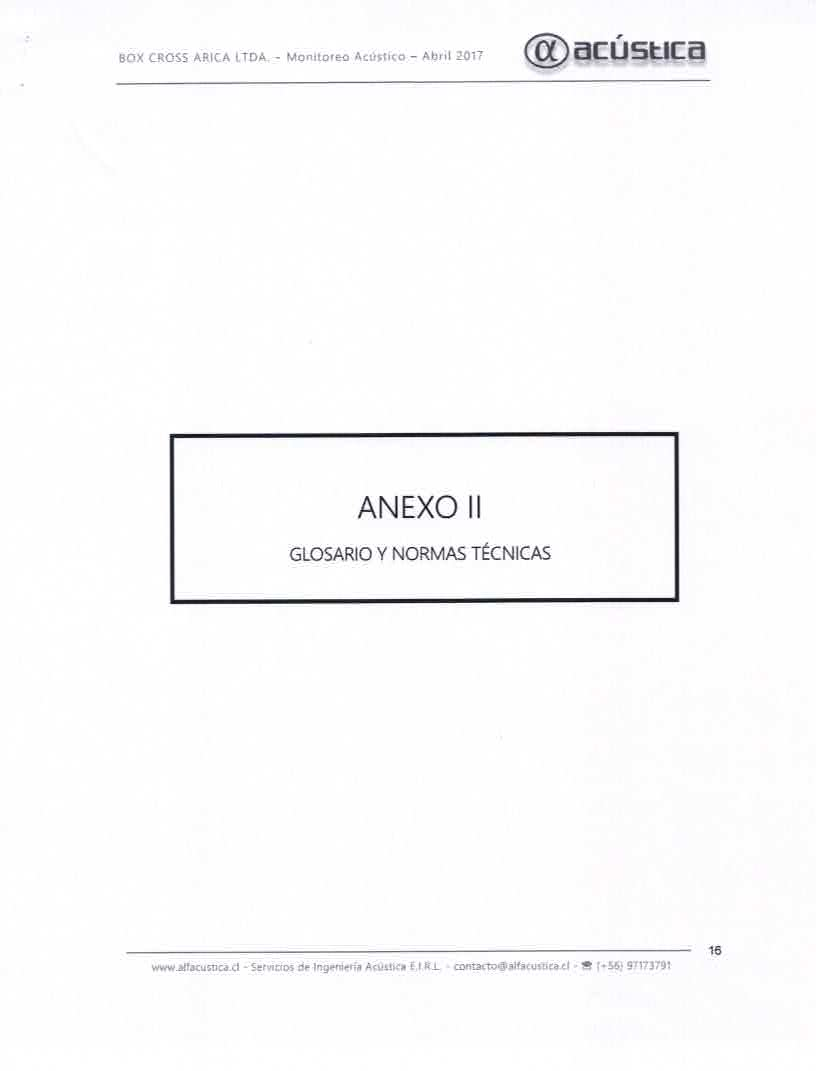 BOX CROSS ARICA LTDA. - Monitoreo Acústico – Abril 2017
α acústica
ANEXO II
GLOSARIO Y NORMAS TÉCNICAS
16
www.alfacustica.cl - Servicios de Ingeniería Acústica E.I.R.L. - contacto@alfacustica.cl - ☎ (+56) 97173791